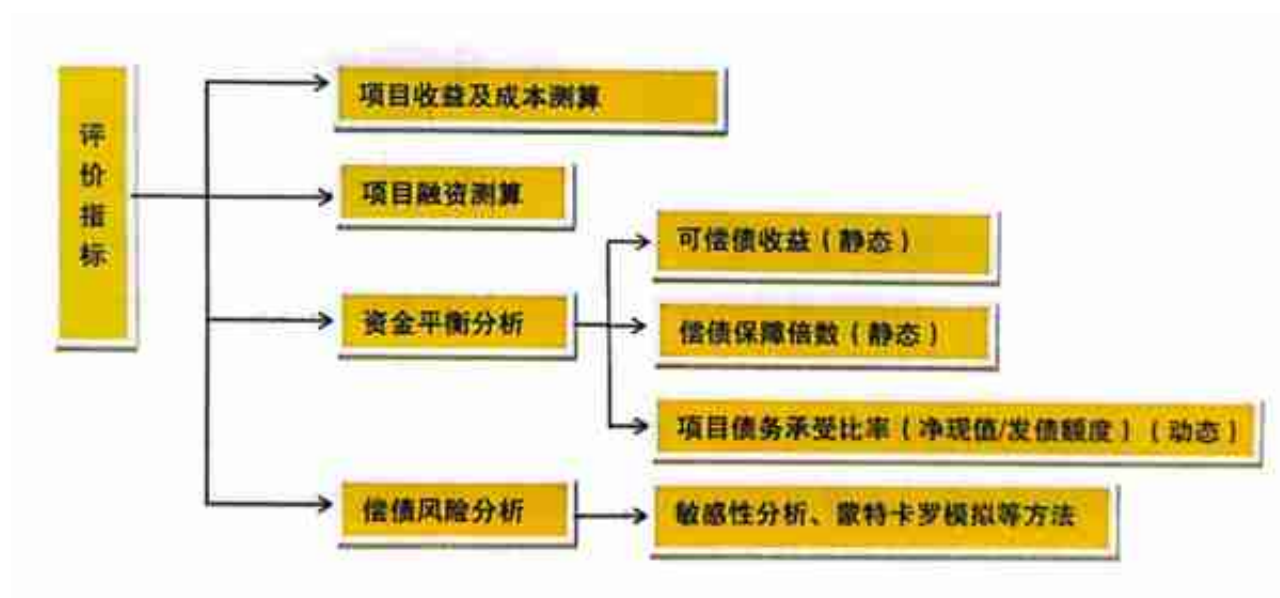 评价指标
项目收益及成本测算
项目融资测算
资金平衡分析
可偿债收益（静态）
偿债保障倍数（静态）
项目债务承受比率（净现值/发债额度）（动态）
偿债风险分析
敏感性分析、蒙特卡罗模拟等方法